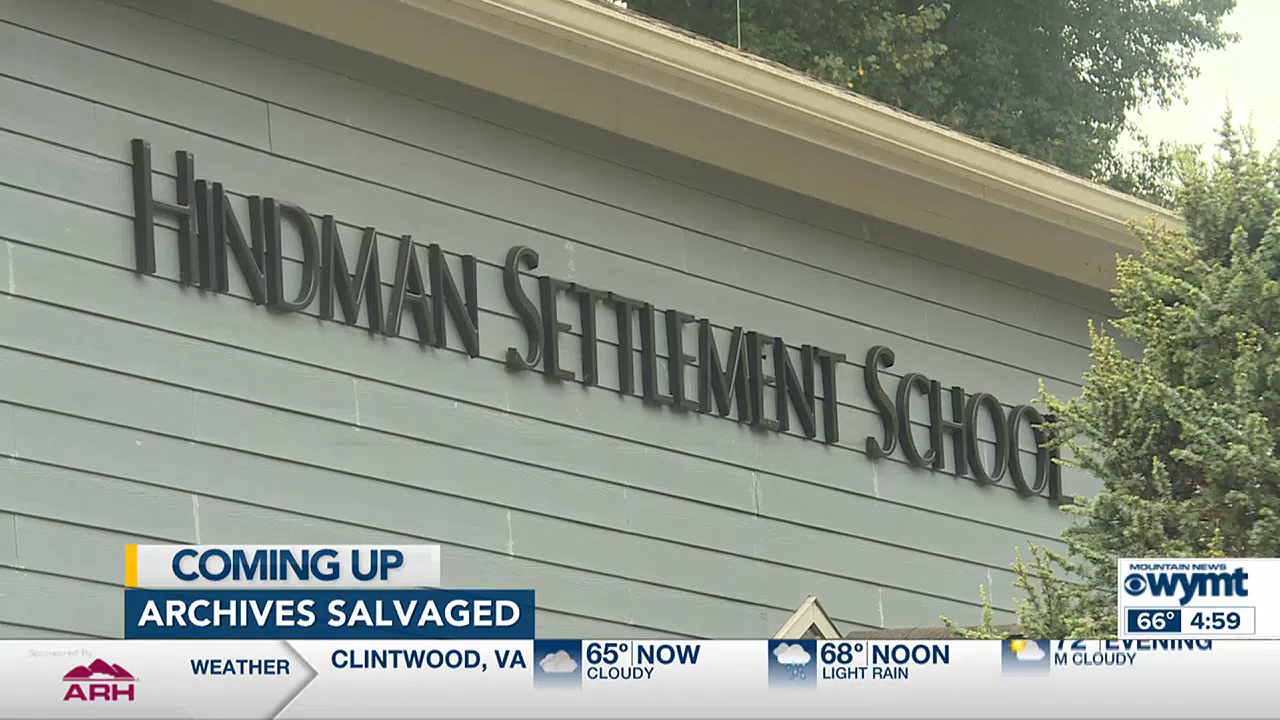 HINDMAN SETTLEMENT SCHOOL
COMING UP
ARCHIVES SALVAGED
MOUNTAIN NEWS
wymt
66° 4:59
Sponsored By
ARH
WEATHER
CLINTWOOD, VA
65° NOW
CLOUDY
68° NOON
LIGHT RAIN
72° EVENING
M CLOUDY